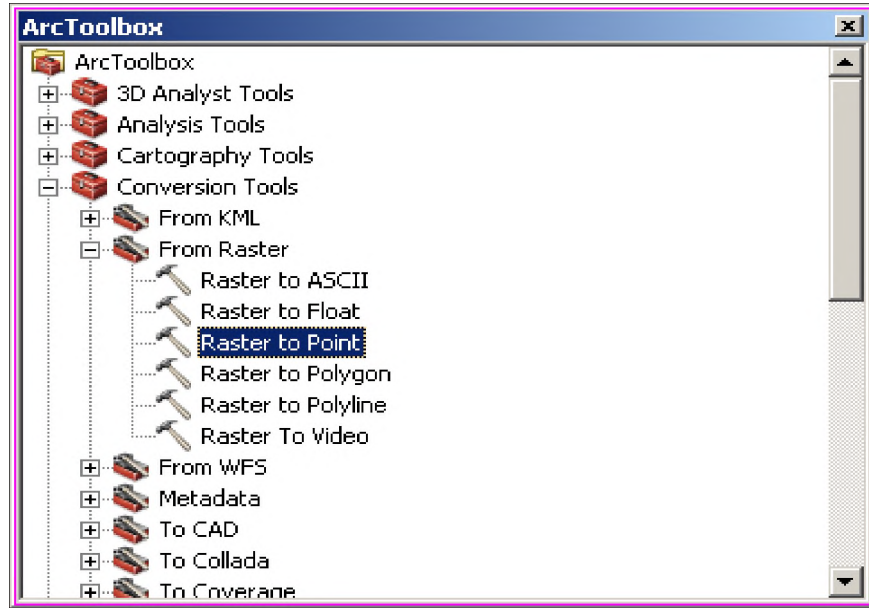 ArcToolbox
ArcToolbox
3D Analyst Tools
Analysis Tools
Cartography Tools
Conversion Tools
From KML
From Raster
Raster to ASCII
Raster to Float
Raster to Point
Raster to Polygon
Raster to Polyline
Raster To Video
From WFS
Metadata
To CAD
To Collada
To Coverage